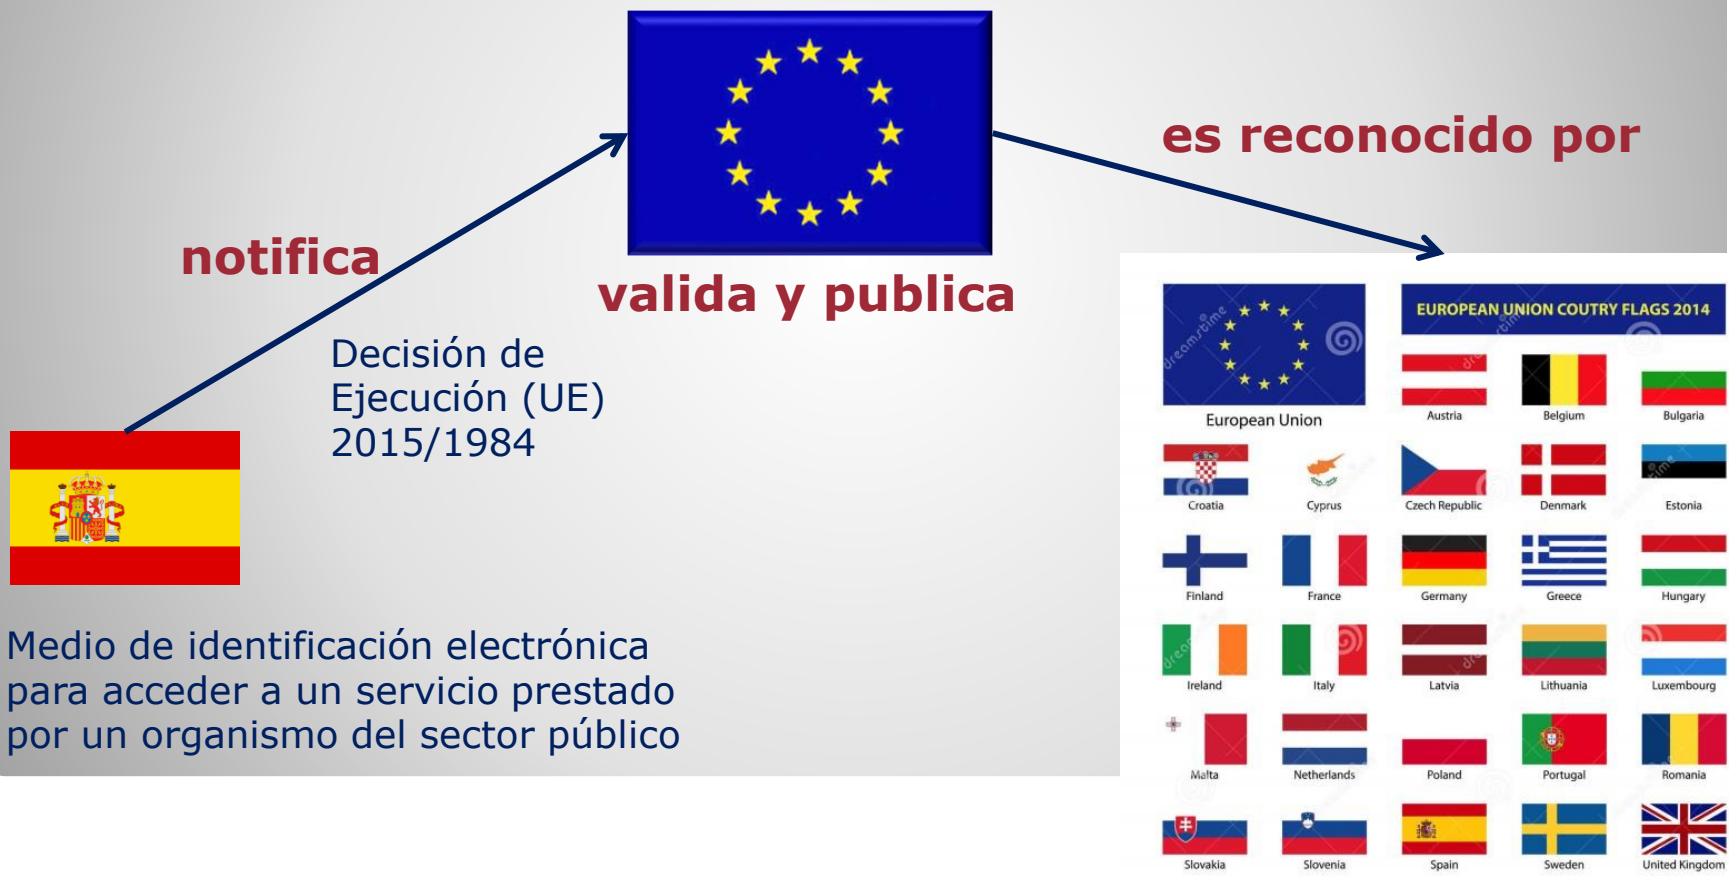 es reconocido por
notifica
valida y publica
Decisión de
Ejecución (UE)
2015/1984
Medio de identificación electrónica
para acceder a un servicio prestado
por un organismo del sector público
EUROPEAN UNION COUTRY FLAGS 2014
European Union
Austria
Belgium
Bulgaria
Croatia
Cyprus
Czech Republic
Denmark
Estonia
Finland
France
Germany
Greece
Hungary
Ireland
Italy
Latvia
Lithuania
Luxembourg
Malta
Netherlands
Poland
Portugal
Romania
Slovakia
Slovenia
Spain
Sweden
United Kingdom
dreamstime